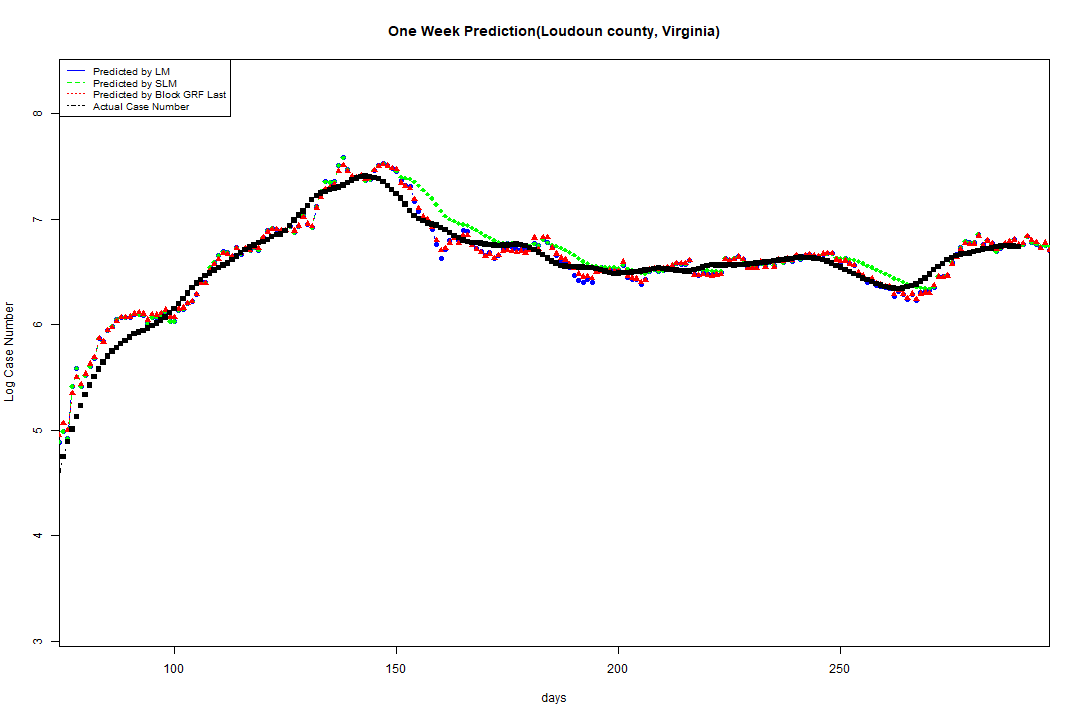 One Week Prediction(Loudoun county, Virginia)
Predicted by LM
Predicted by SLM
Predicted by Block GRF Last
Actual Case Number
8
7
6
5
4
3
Log Case Number
100 150 200 250
days